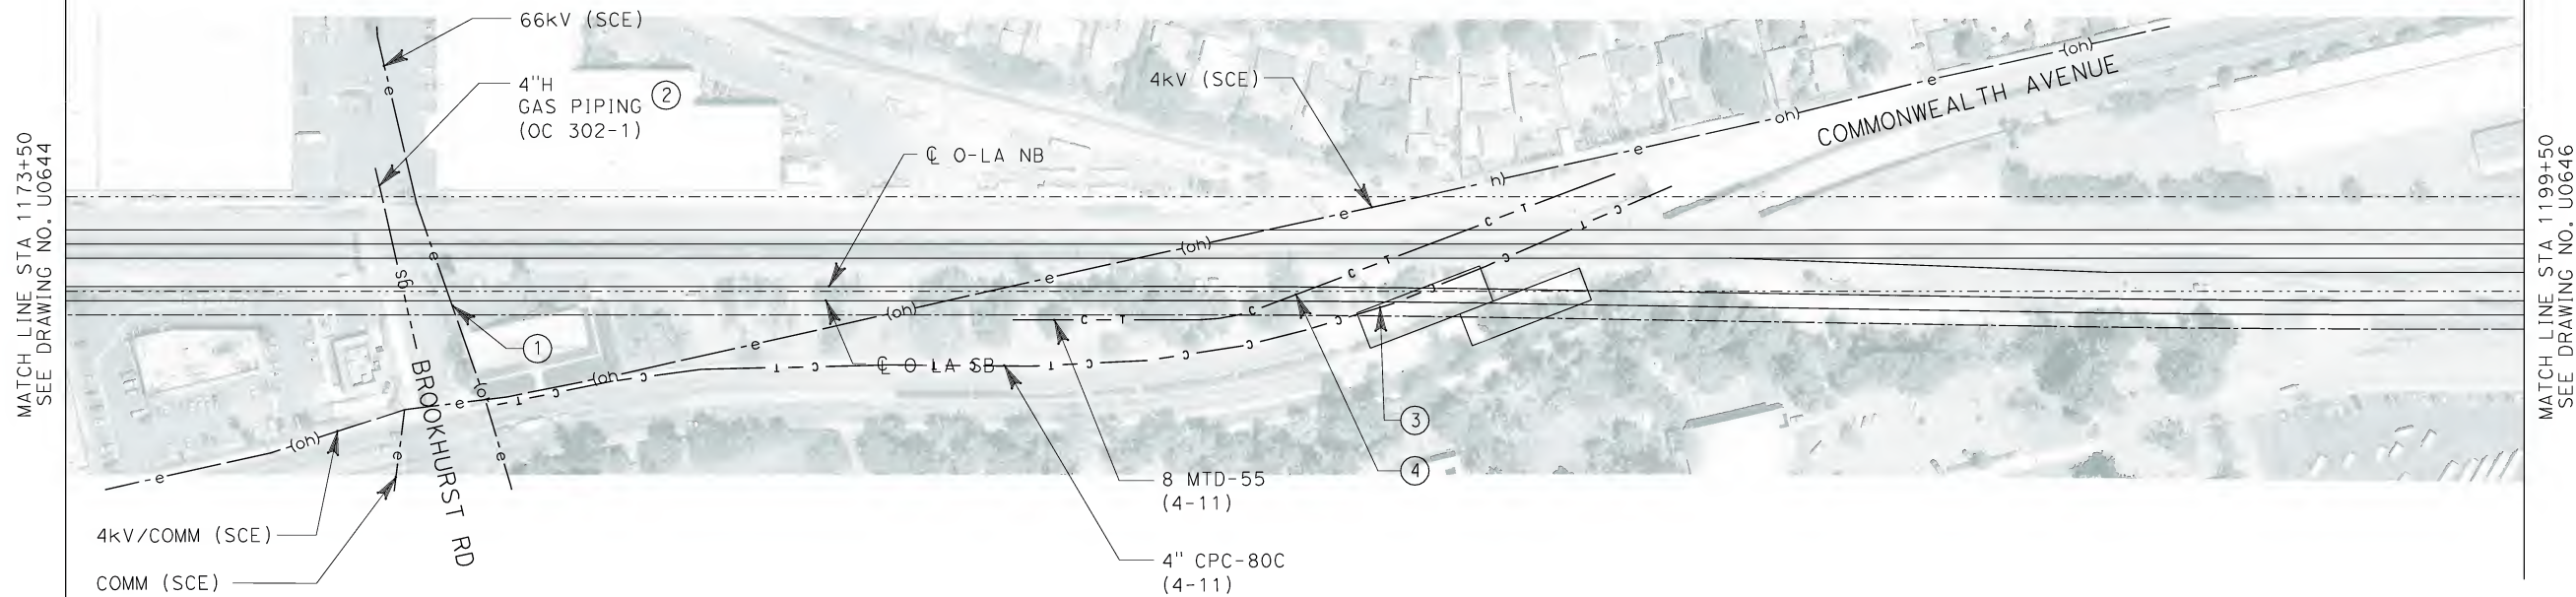 66kV (SCE)
4"H
GAS PIPING
(OC 302-1)
2
4kV (SCE)
COMMONWEALTH AVENUE
℄ O-LA NB
MATCH LINE STA 1173+50
SEE DRAWING NO. U0644
MATCH LINE STA 1199+50
SEE DRAWING NO. U0646
1
℄ O-LA SB
BROOKHURST RD
3
4
8 MTD-55
(4-11)
4kV/COMM (SCE)
4" CPC-80C
(4-11)
COMM (SCE)